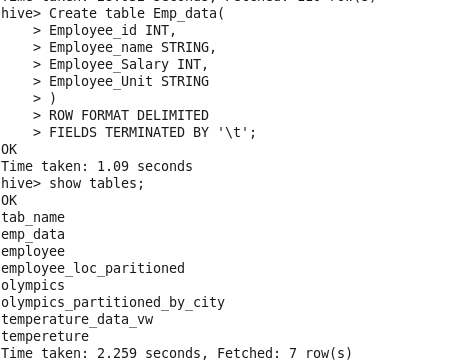 hive> Create table Emp_data(
    > Employee_id INT,
    > Employee_name STRING,
    > Employee_Salary INT,
    > Employee_Unit STRING
    > )
    > ROW FORMAT DELIMITED
    > FIELDS TERMINATED BY '\t';
OK
Time taken: 1.09 seconds
hive> show tables;
OK
tab_name
emp_data
employee
employee_loc_paritioned
olympics
olympics_partitioned_by_city
temperature_data_vw
tempereture
Time taken: 2.259 seconds, Fetched: 7 row(s)